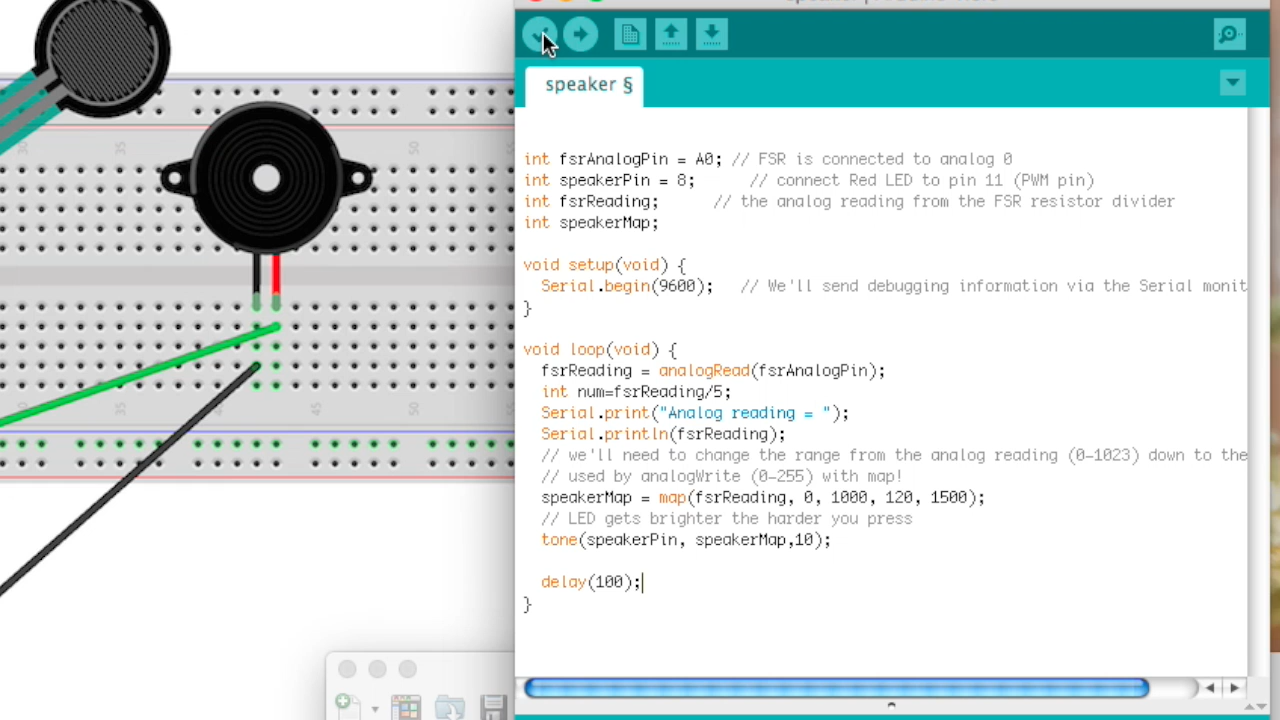 speaker §
int fsrAnalogPin = A0; // FSR is connected to analog 0
int speakerPin = 8; // connect Red LED to pin 11 (PWM pin)
int fsrReading; // the analog reading from the FSR resistor divider
int speakerMap;
void setup(void) {
Serial.begin(9600); // We'll send debugging information via the Serial monit
}
void loop(void) {
fsrReading = analogRead(fsrAnalogPin);
int num=fsrReading/5;
Serial.print("Analog reading = ");
Serial.println(fsrReading);
// we'll need to change the range from the analog reading (0-1023) down to the
// used by analogWrite (0-255) with map!
speakerMap = map(fsrReading, 0, 1000, 120, 1500);
// LED gets brighter the harder you press
tone(speakerPin, speakerMap,10);
delay(100);
}
35
50
35
45
50